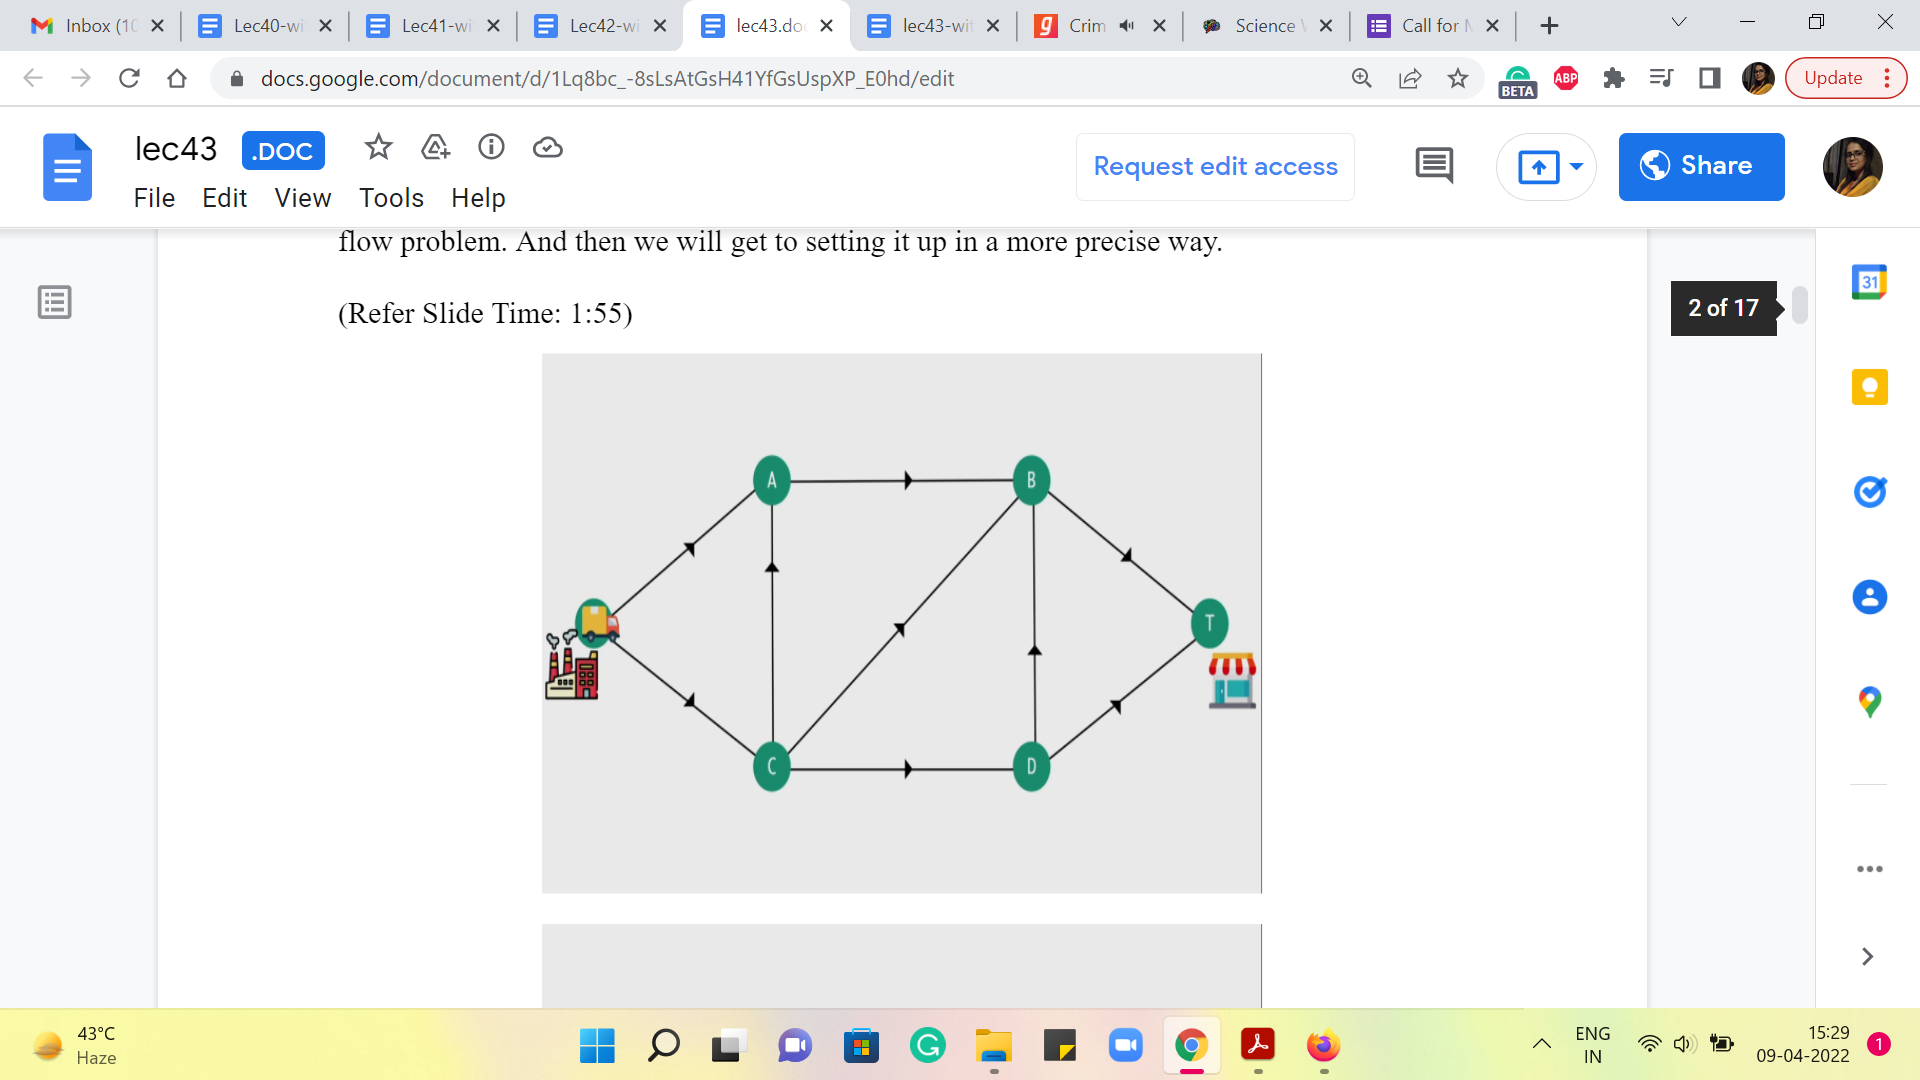 Inbox (10
Lec40-wi
Lec41-wi
Lec42-wi
lec43.doc
lec43-wit
Crim
Science V
Call for M
docs.google.com/document/d/1Lq8bc_-8sLsAtGsH41YfGsUspXP_E0hd/edit
BETA
ABP
Update
lec43
.DOC
File Edit View Tools Help
Request edit access
Share
flow problem. And then we will get to setting it up in a more precise way.
(Refer Slide Time: 1:55)
2 of 17
31
A
B
T
C
D
43°C
Haze
ENG
IN
15:29
09-04-2022
1